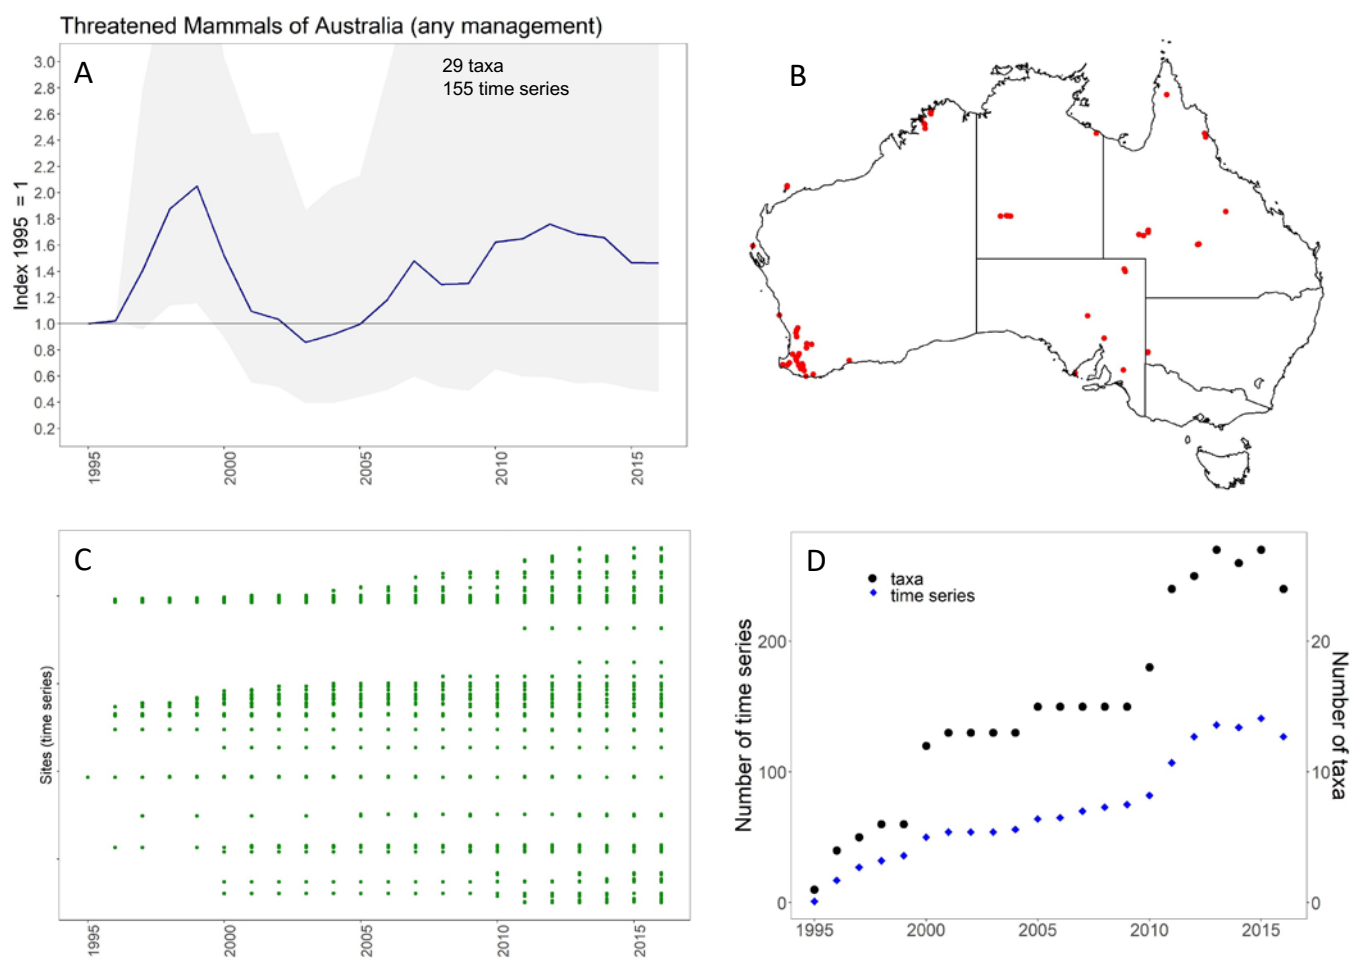 Threatened Mammals of Australia (any management)
A
29 taxa
155 time series
Index 1995 = 1
3.0
2.8
2.6
2.4
2.2
2.0
1.8
1.6
1.4
1.2
1.0
0.8
0.6
0.4
0.2
1995
2000
2005
2010
2015
B
C
Sites (time series)
1995
2000
2005
2010
2015
D
taxa
time series
Number of time series
200
100
0
20
10
0
Number of taxa
1995
2000
2005
2010
2015